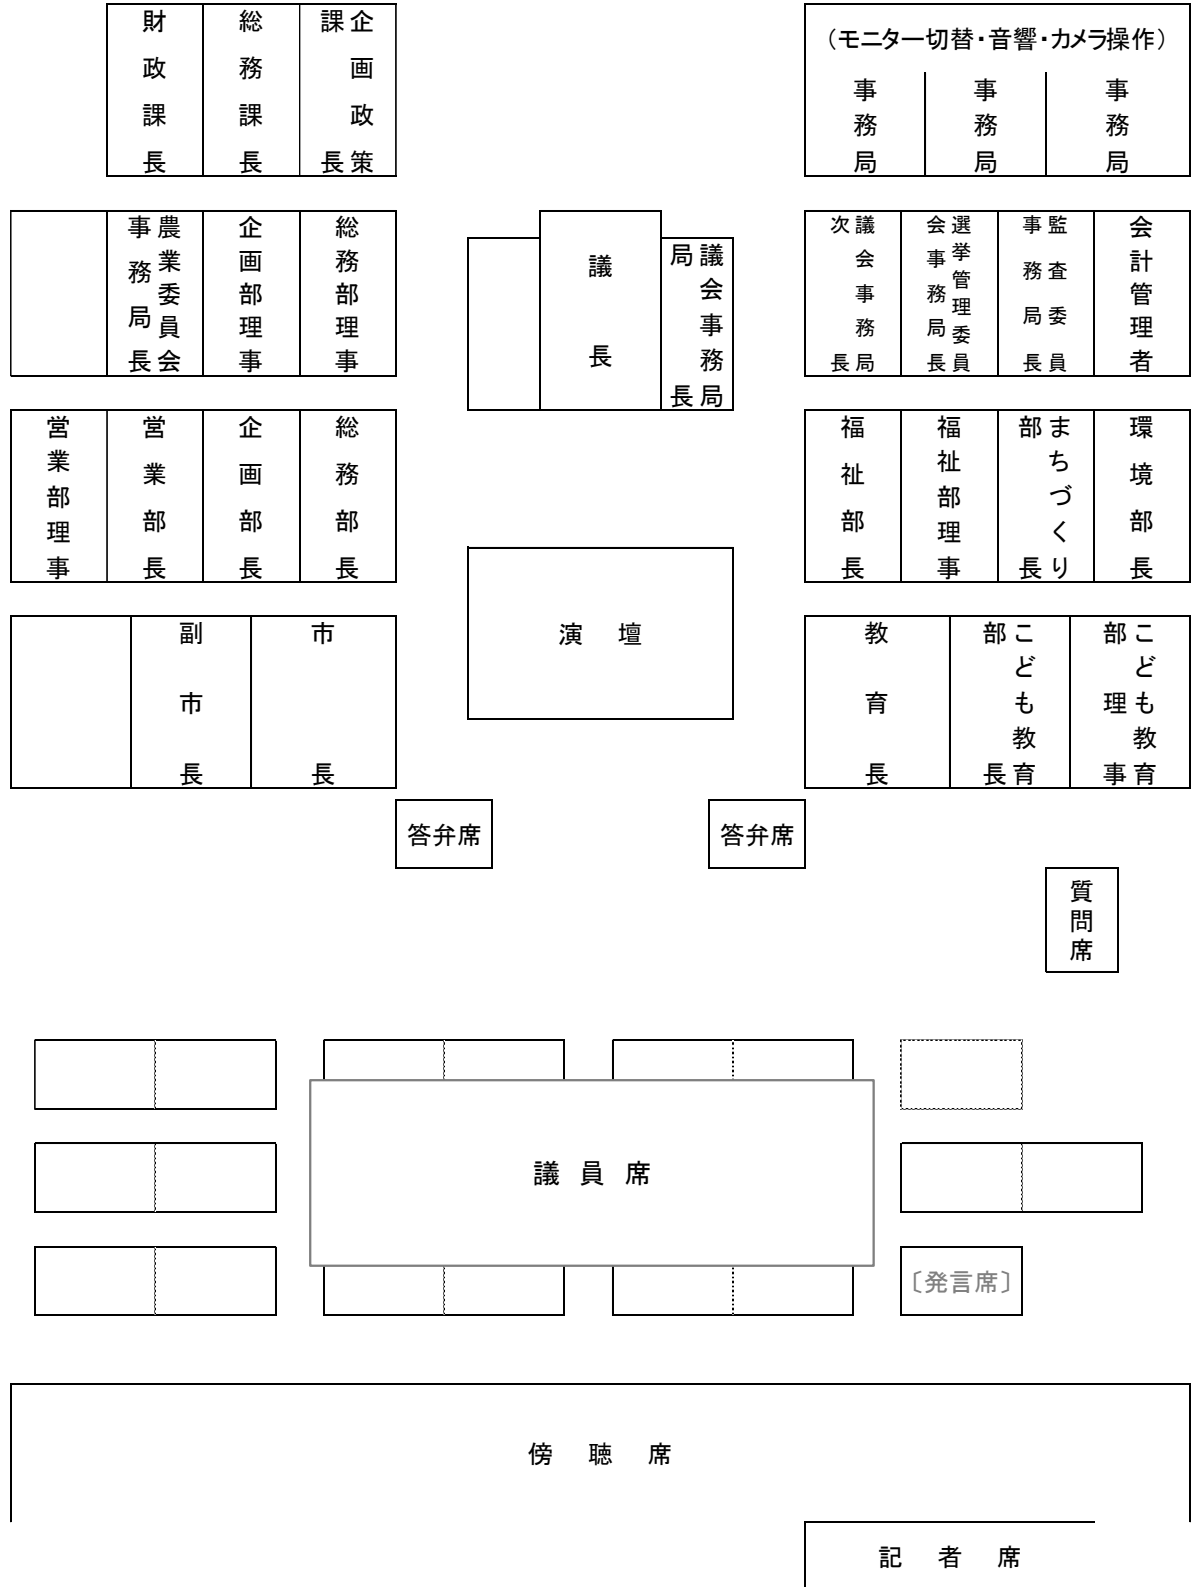 財政課長
総務課長
企画政策課長
（モニター切替・音響・カメラ操作）
事務局
事務局
事務局
農業委員会事務局長
企画部理事
総務部理事
議長
議会事務局長
議会事務局次長
選挙管理委員会事務局長
監査委員事務局長
会計管理者
営業部理事
営業部長
企画部長
総務部長
福祉部長
福祉部理事
まちづくり部長
環境部長
副市長
市長
演壇
教育長
こども教育部長
こども教育部理事
答弁席
答弁席
質問席
議員席
〔発言席〕
傍聴席
記者席